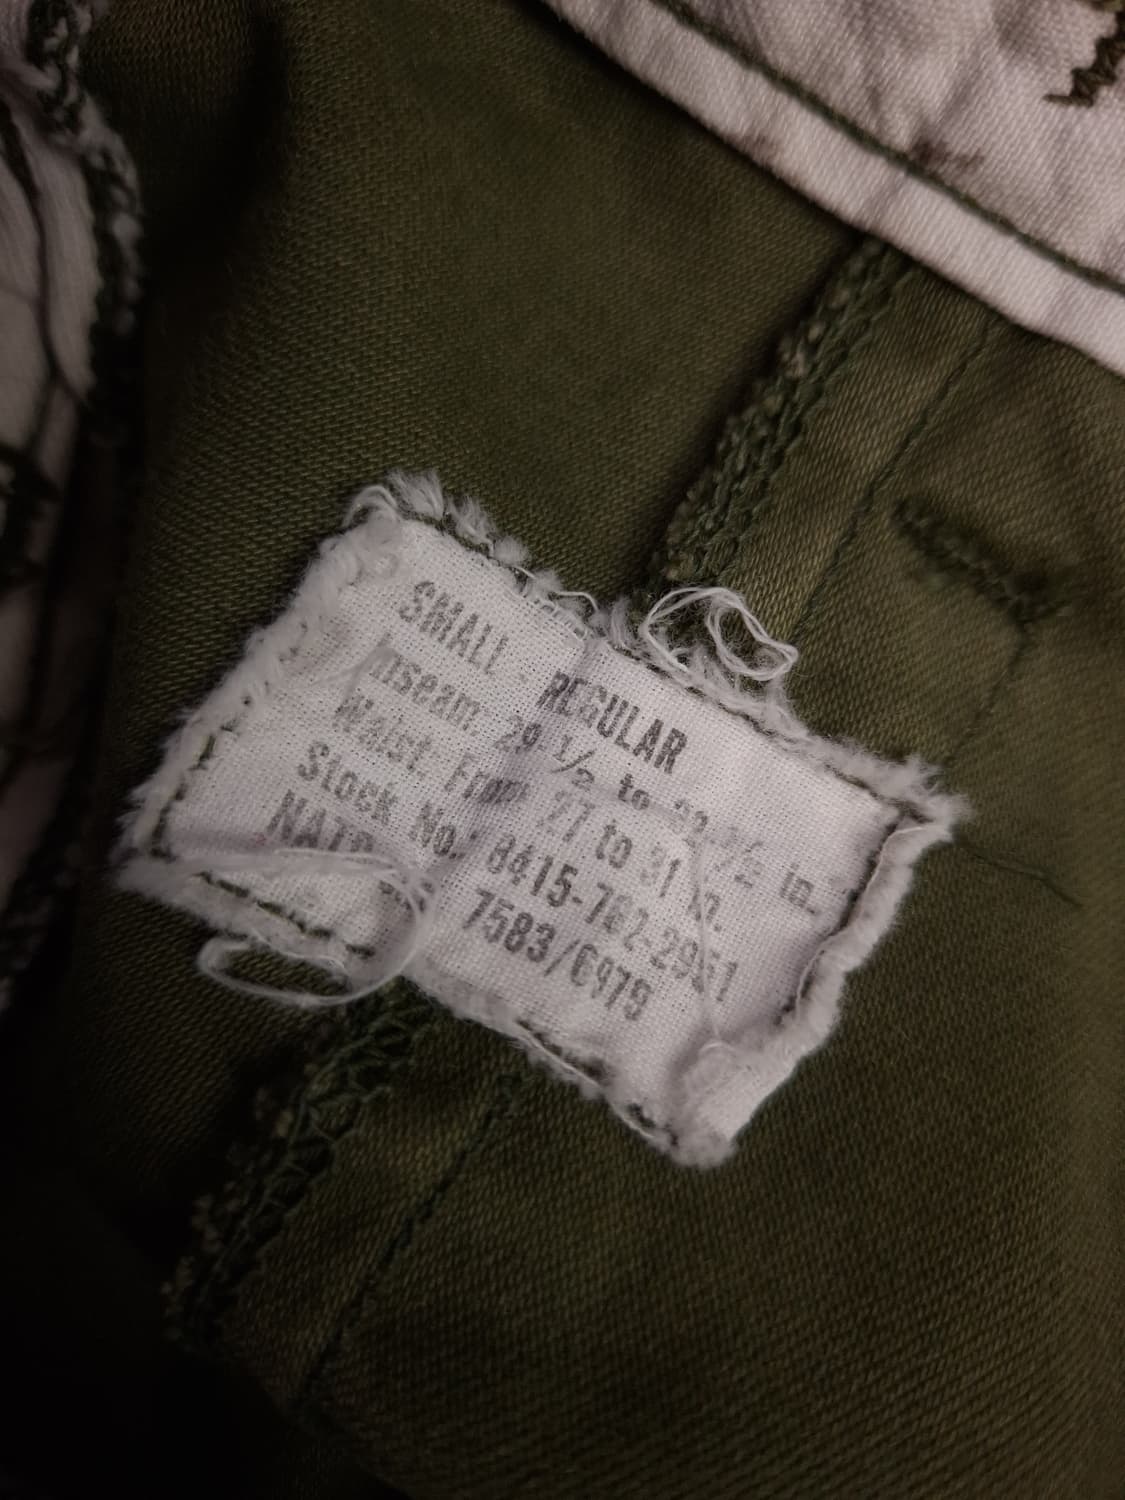 SMALL - REGULAR
Inseam: 29 1/2 to 32 1/2 in.
Waist: From 27 to 31 in.
Stock No.: 8415-782-2951
NATO 7583/6979